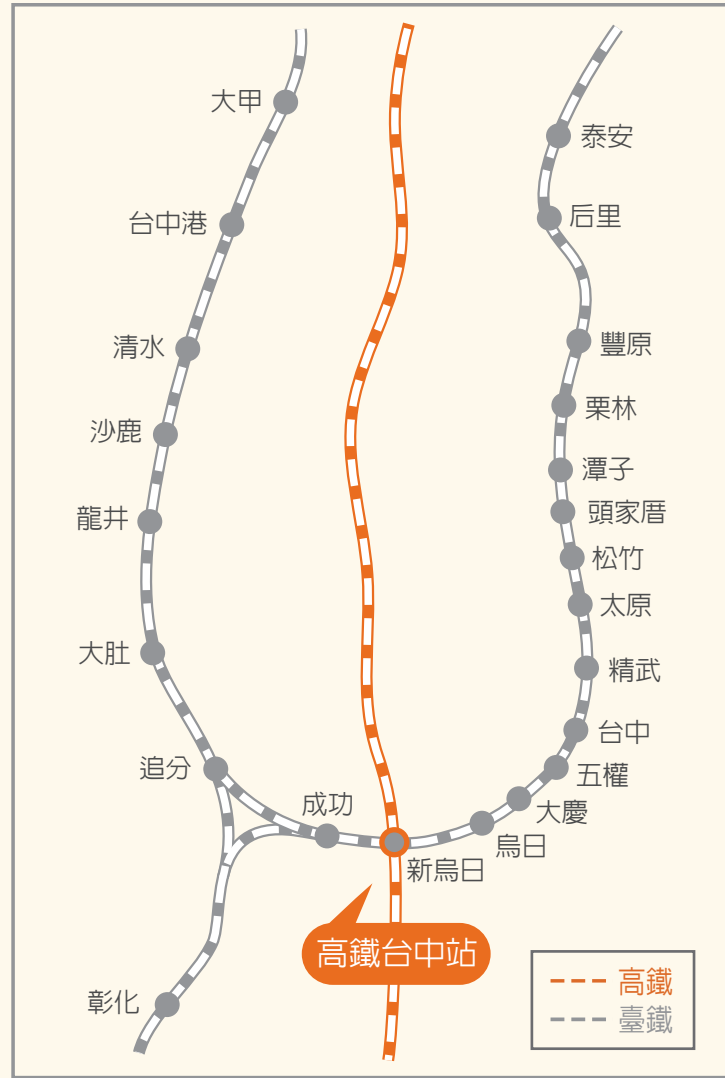 大甲
台中港
清水
沙鹿
龍井
大肚
追分
彰化
成功
新烏日
高鐵台中站
泰安
后里
豐原
栗林
潭子
頭家厝
松竹
太原
精武
台中
五權
大慶
烏日
高鐵
臺鐵